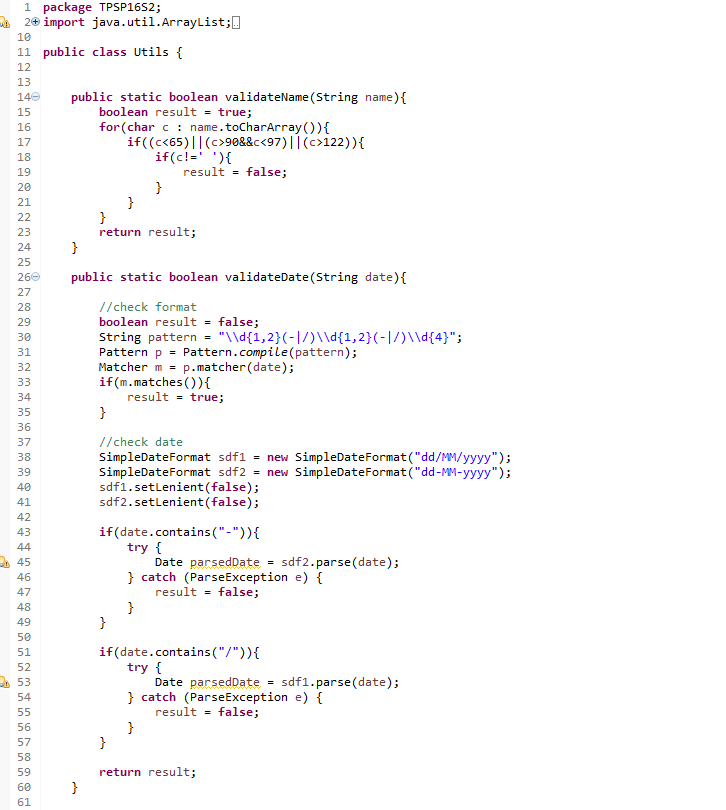 1 package TPSP16S2;
2 import java.util.ArrayList;
10
11 public class Utils {
12
13
14 public static boolean validateName(String name){
15 boolean result = true;
16 for(char c : name.toCharArray()){
17 if((c<65)||(c>90&&c<97)||(c>122)){
18 if(c!=' '){
19 result = false;
20 }
21 }
22 }
23 return result;
24 }
25
26 public static boolean validateDate(String date){
27
28 //check format
29 boolean result = false;
30 String pattern = "\\d{1,2}(-|/)\\d{1,2}(-|/)\\d{4}";
31 Pattern p = Pattern.compile(pattern);
32 Matcher m = p.matcher(date);
33 if(m.matches()){
34 result = true;
35 }
36
37 //check date
38 SimpleDateFormat sdf1 = new SimpleDateFormat("dd/MM/yyyy");
39 SimpleDateFormat sdf2 = new SimpleDateFormat("dd-MM-yyyy");
40 sdf1.setLenient(false);
41 sdf2.setLenient(false);
42
43 if(date.contains("-")){
44 try {
45 Date parsedDate = sdf2.parse(date);
46 } catch (ParseException e) {
47 result = false;
48 }
49 }
50
51 if(date.contains("/")){
52 try {
53 Date parsedDate = sdf1.parse(date);
54 } catch (ParseException e) {
55 result = false;
56 }
57 }
58
59 return result;
60 }
61